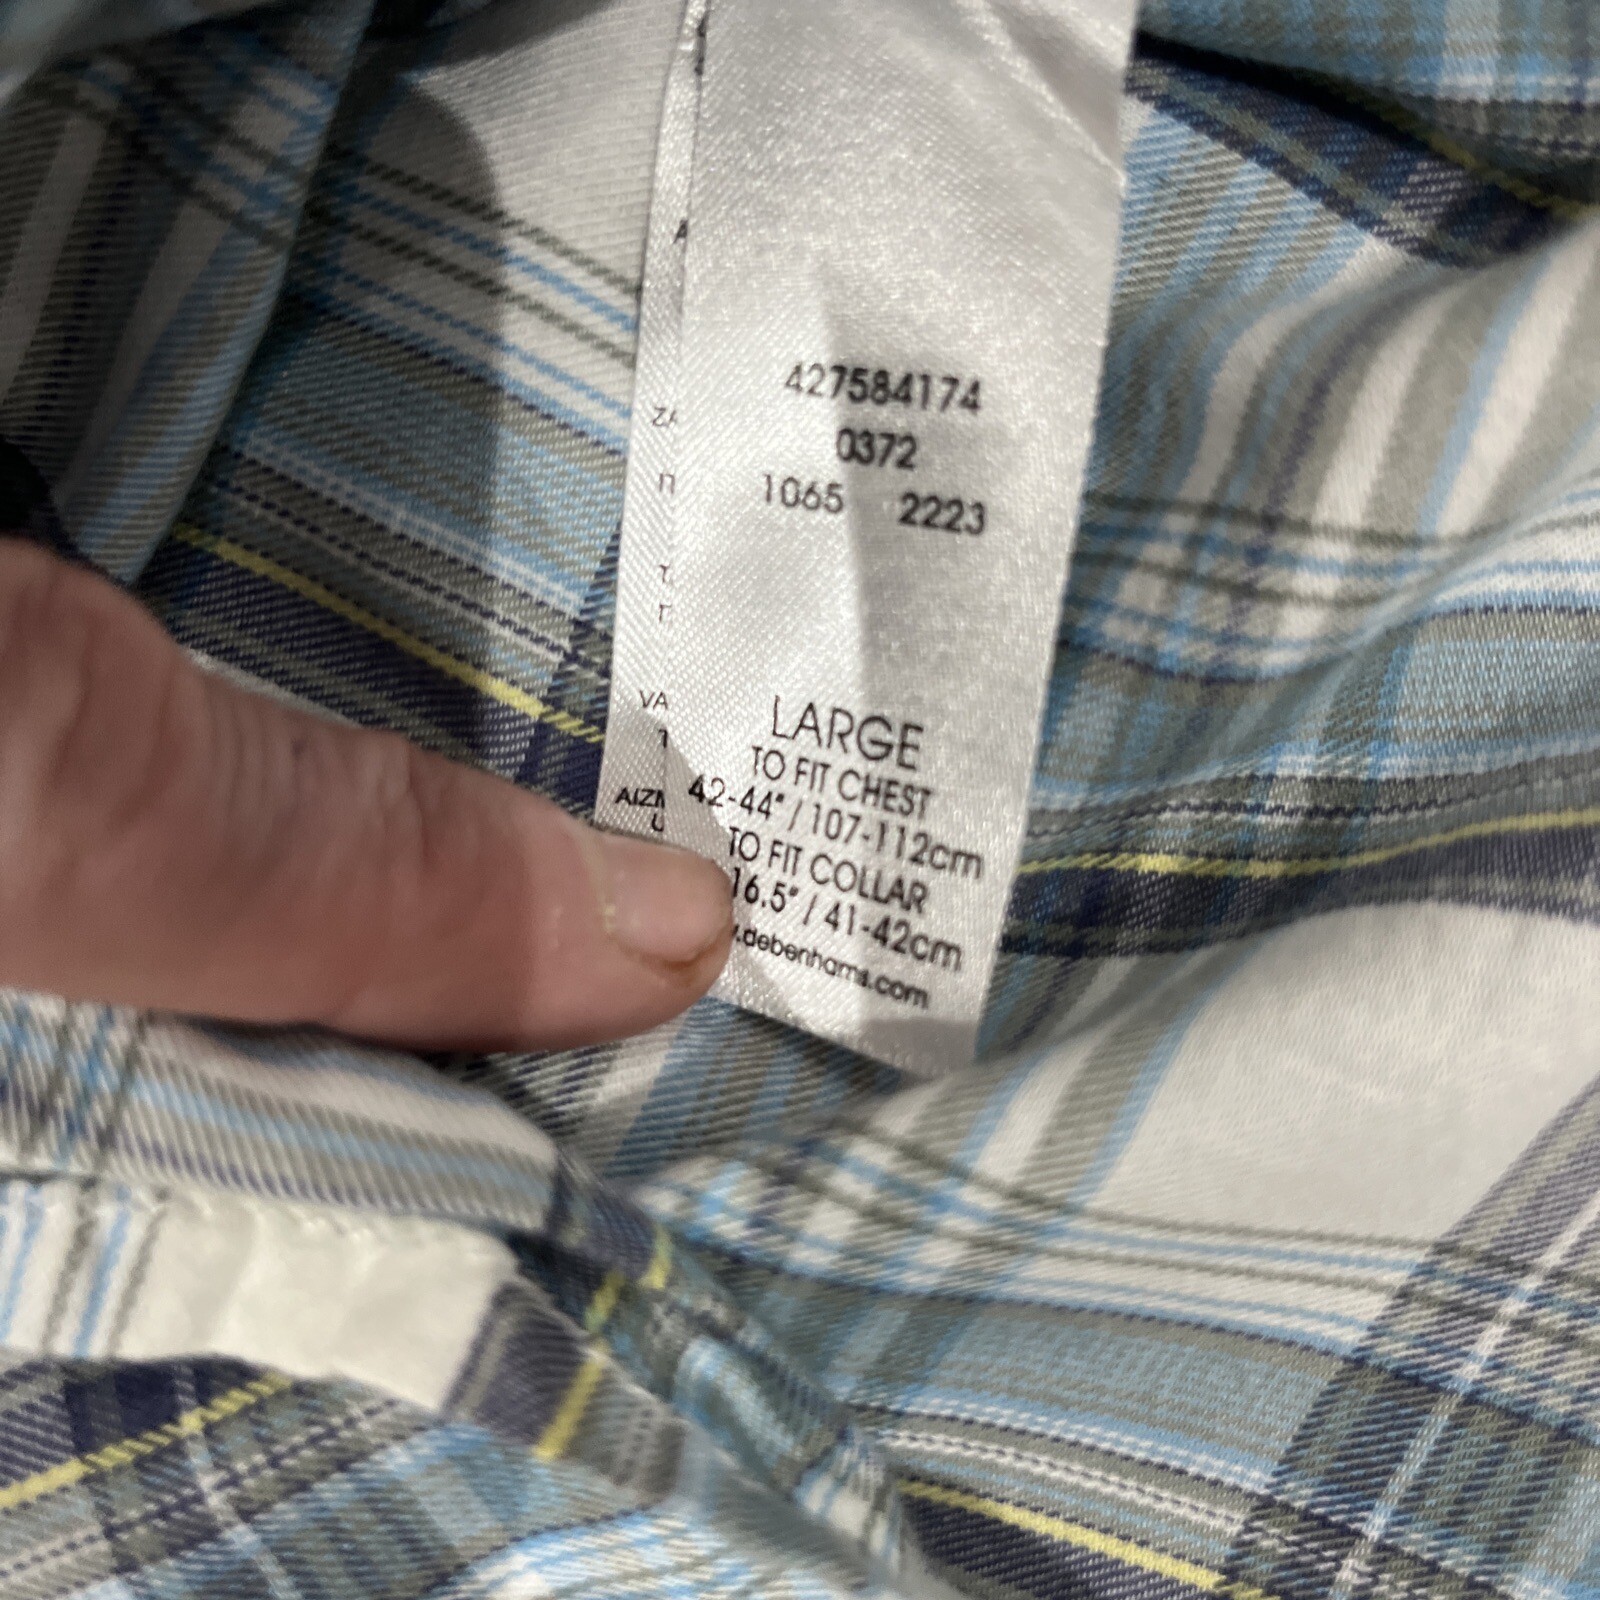 427584174
0372
1065 2223
LARGE
TO FIT CHEST
42-44" / 107-112cm
TO FIT COLLAR
16.5" / 41-42cm
.debenhams.com